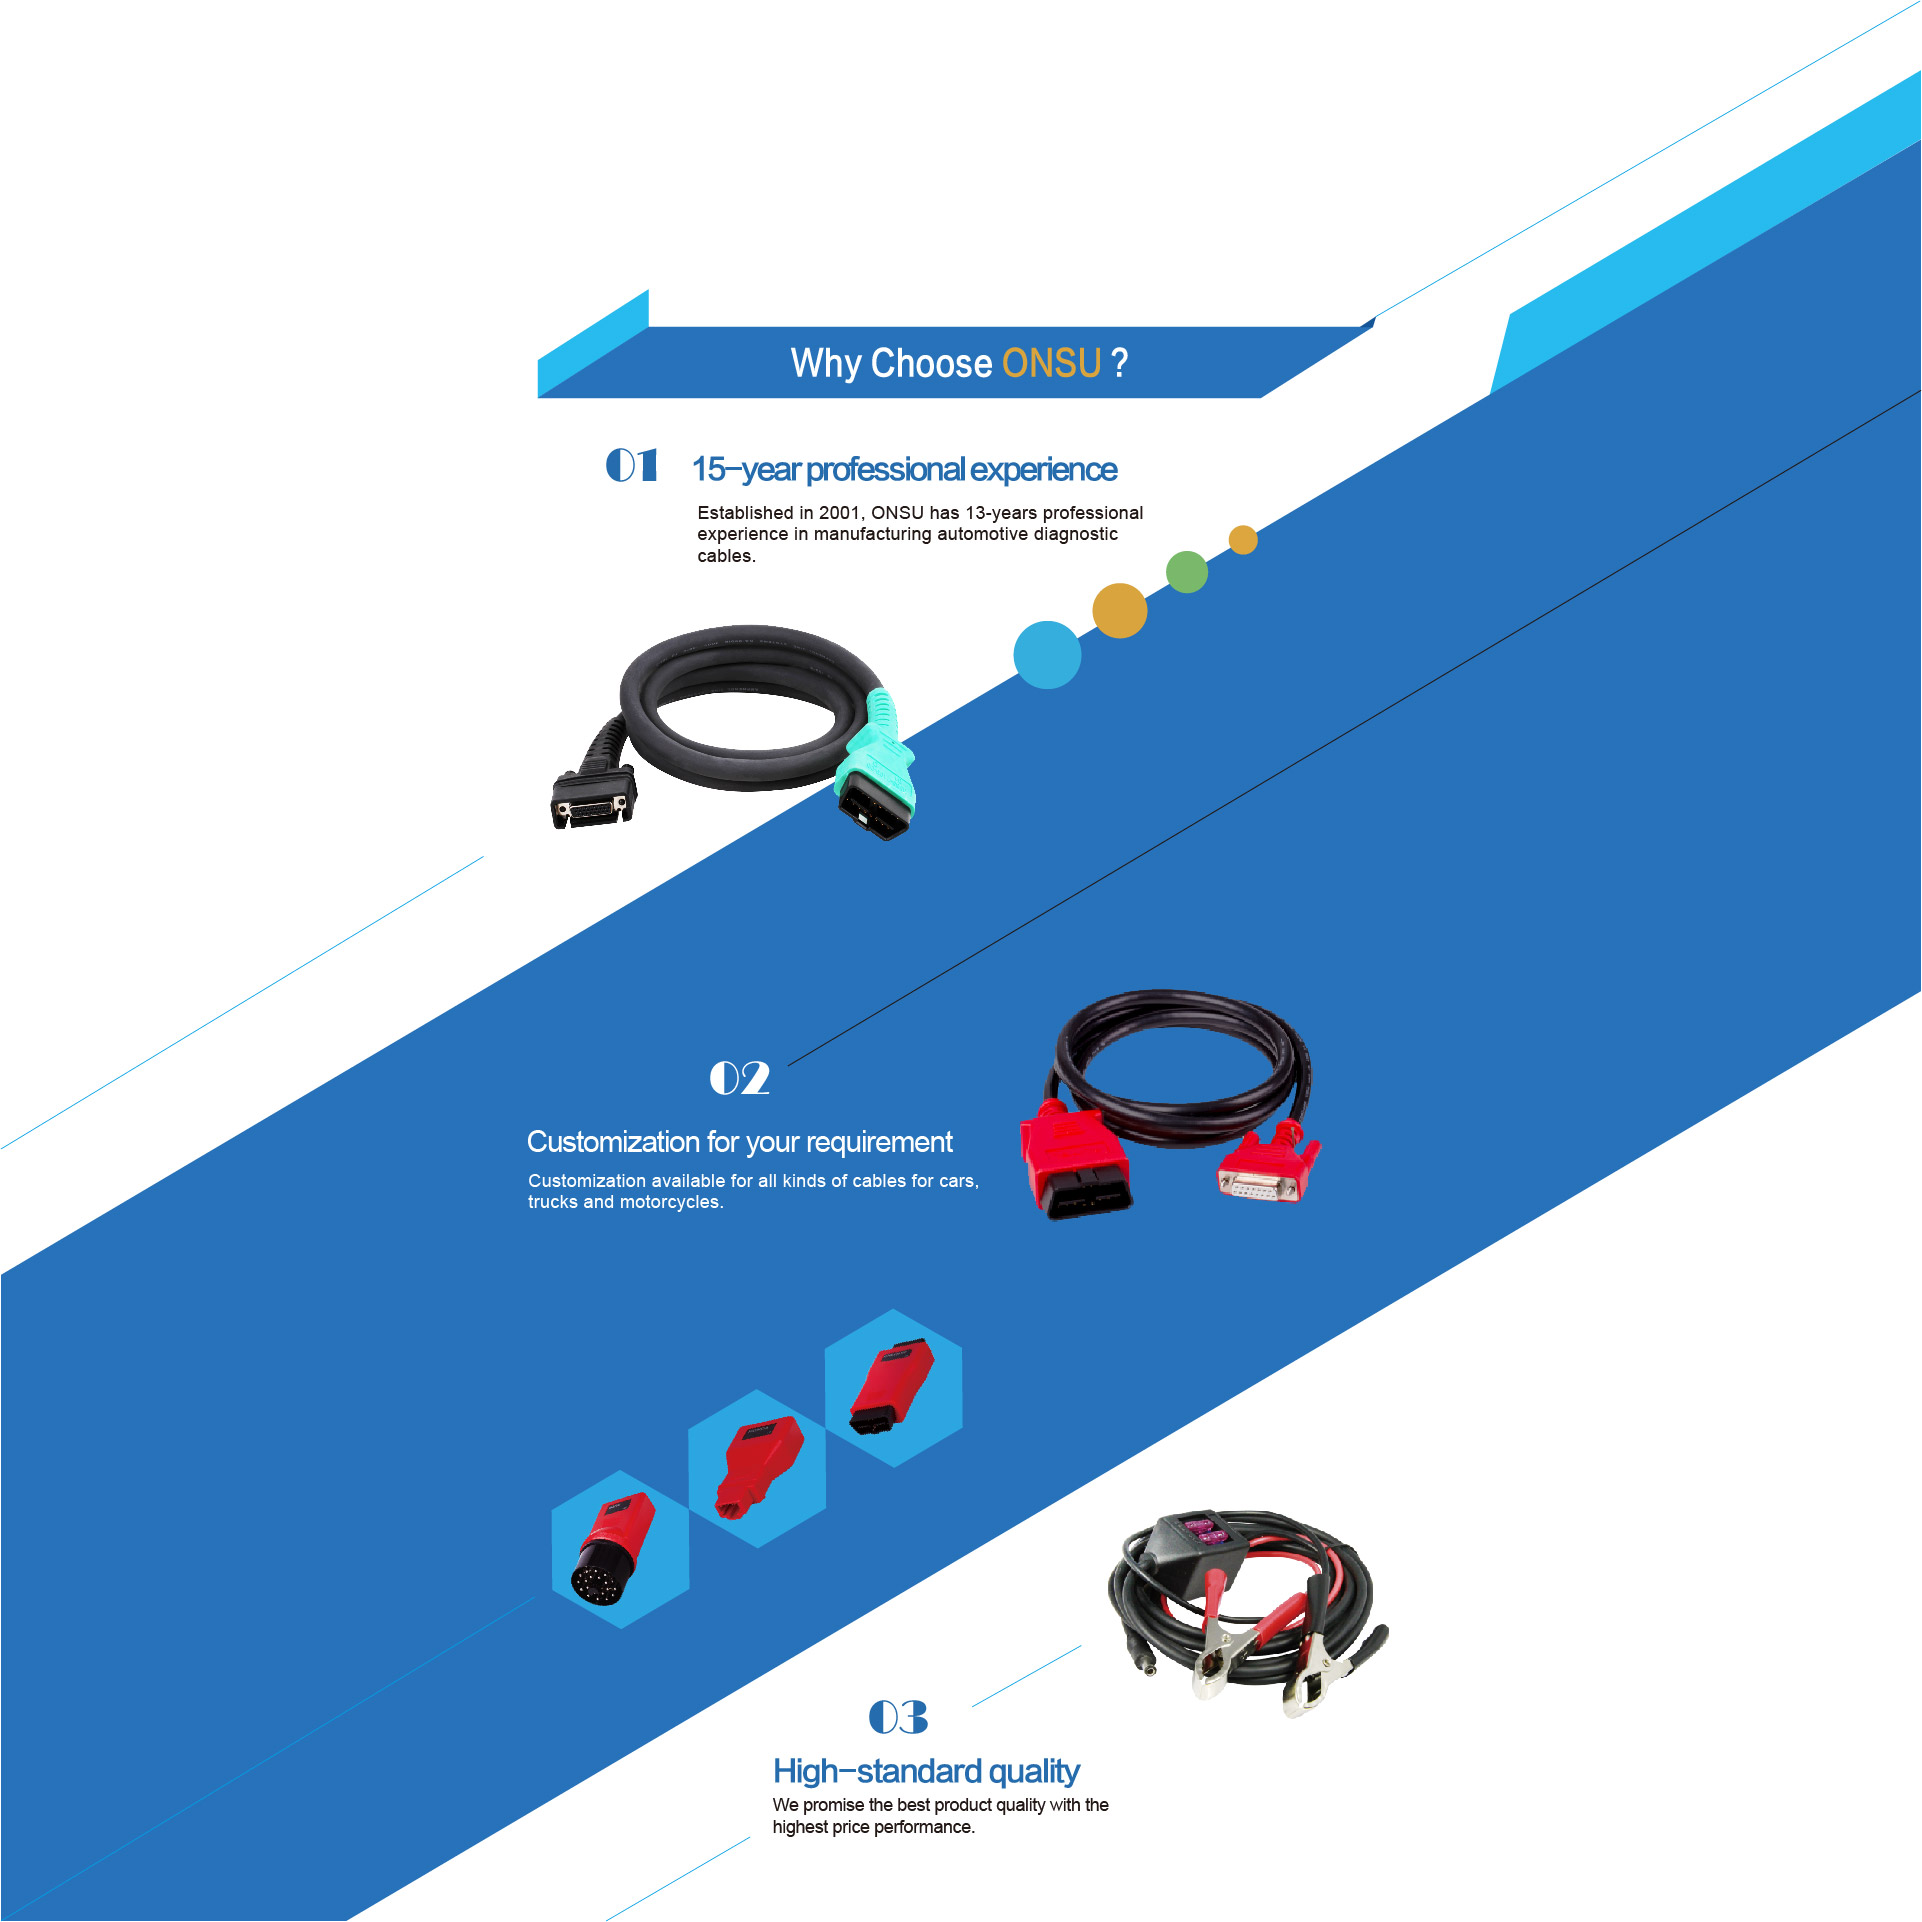 Why Choose ONSU ?
01
15-year professional experience
Established in 2001, ONSU has 13-years professional
experience in manufacturing automotive diagnostic
cables.
02
Customization for your requirement
Customization available for all kinds of cables for cars,
trucks and motorcycles.
03
High-standard quality
We promise the best product quality with the
highest price performance.